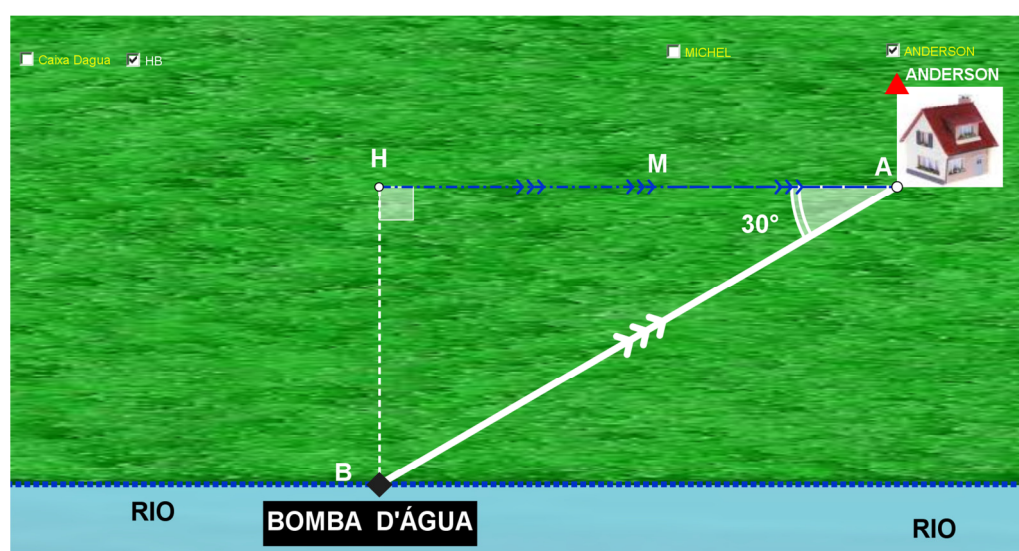 Caixa Dagua
HB
MICHEL
ANDERSON
ANDERSON
H
M
A
30°
B
RIO
BOMBA D'ÁGUA
RIO